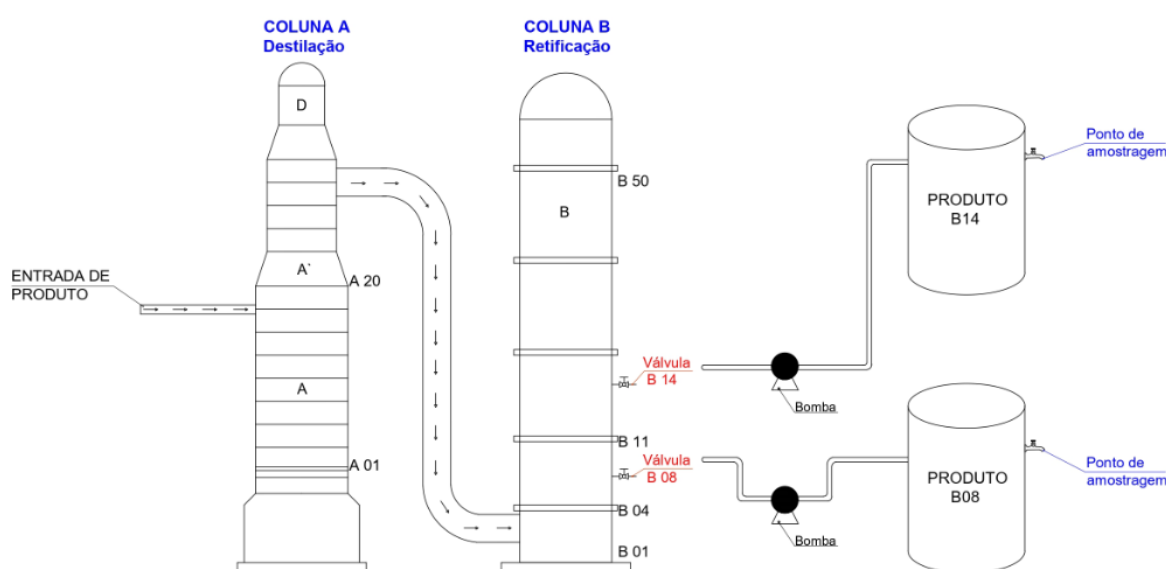 COLUNA A
Destilação
COLUNA B
Retificação
D
Ponto de
amostragem
B 50
PRODUTO
B14
B
ENTRADA DE
PRODUTO
A`
A 20
Válvula
B 14
A
Bomba
B 11
A 01
Válvula
B 08
Ponto de
amostragem
PRODUTO
B08
B 04
Bomba
B 01